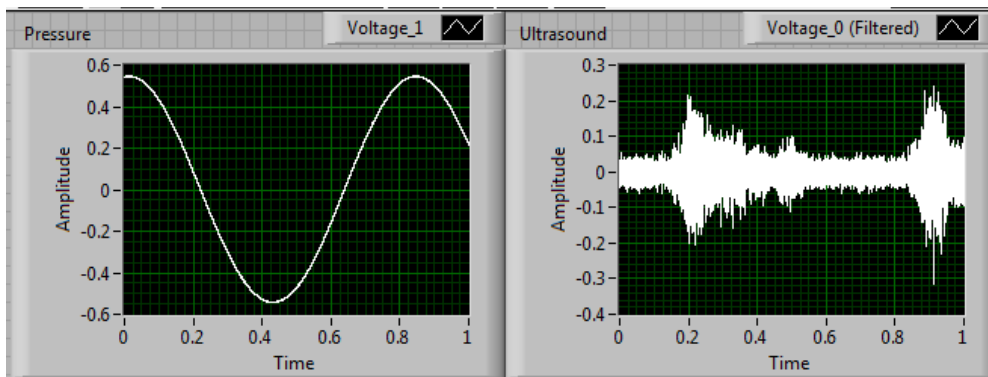 Pressure
Voltage_1
Amplitude
0.6
0.4
0.2
0
-0.2
-0.4
-0.6
0 0.2 0.4 0.6 0.8 1
Time
Ultrasound
Voltage_0 (Filtered)
Amplitude
0.3
0.2
0.1
0
-0.1
-0.2
-0.3
-0.4
0 0.2 0.4 0.6 0.8 1
Time